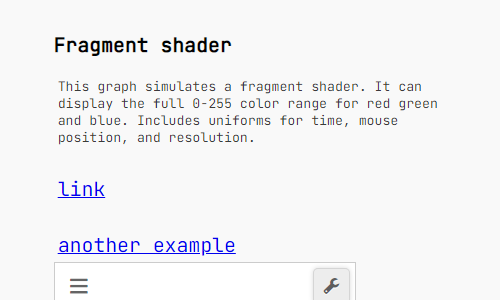 Fragment shader
This graph simulates a fragment shader. It can
display the full 0-255 color range for red green
and blue. Includes uniforms for time, mouse
position, and resolution.
link
another example